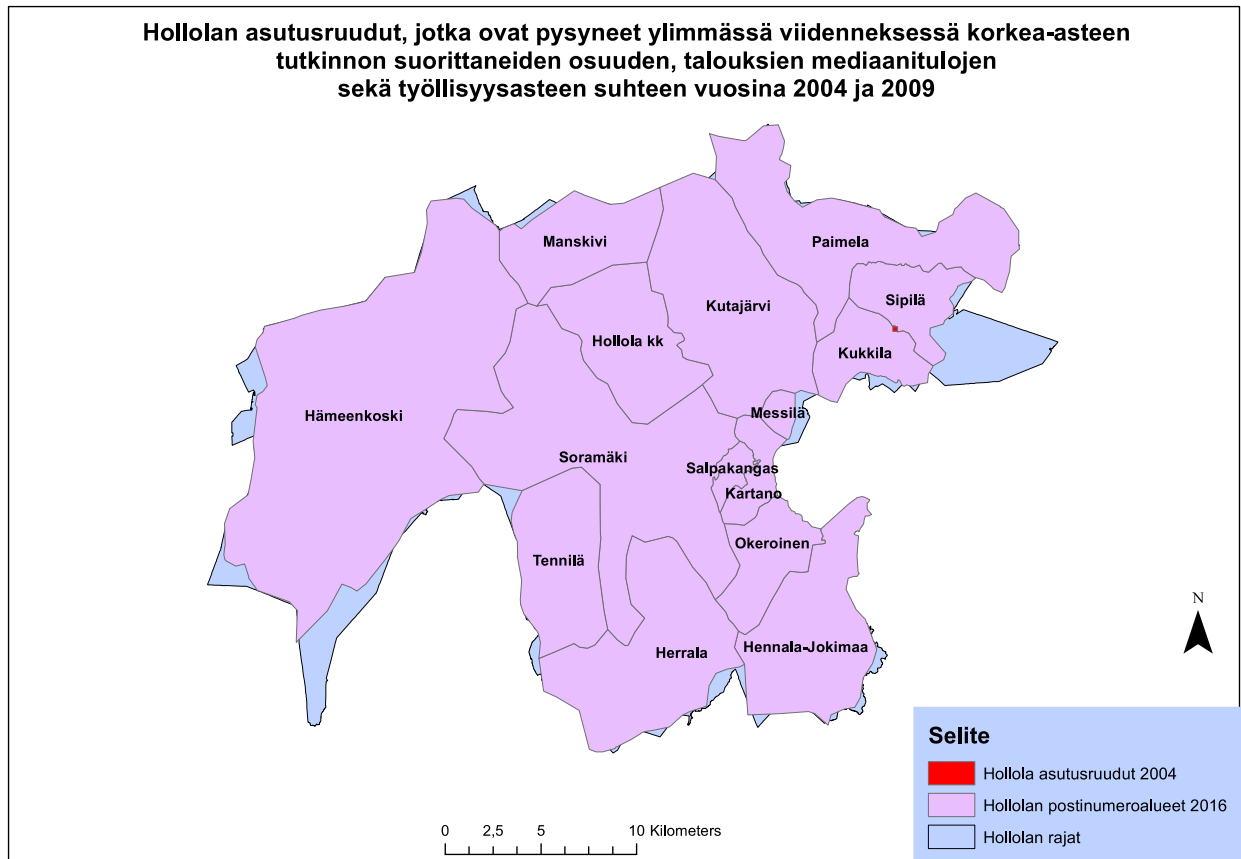 Hollolan asutusruudut, jotka ovat pysyneet ylimmässä viidenneksessä korkea-asteen
tutkinnon suorittaneiden osuuden, talouksien mediaanitulojen
sekä työllisyysasteen suhteen vuosina 2004 ja 2009
Manskivi
Paimela
Sipilä
Kutajärvi
Hollola kk
Kukkila
Hämeenkoski
Messilä
Soramäki
Salpakangas
Kartano
Okeroinen
Tennilä
N
Herrala
Hennala-Jokimaa
Selite
Hollola asutusruudut 2004
Hollolan postinumeroalueet 2016
Hollolan rajat
0 2,5 5 10 Kilometers